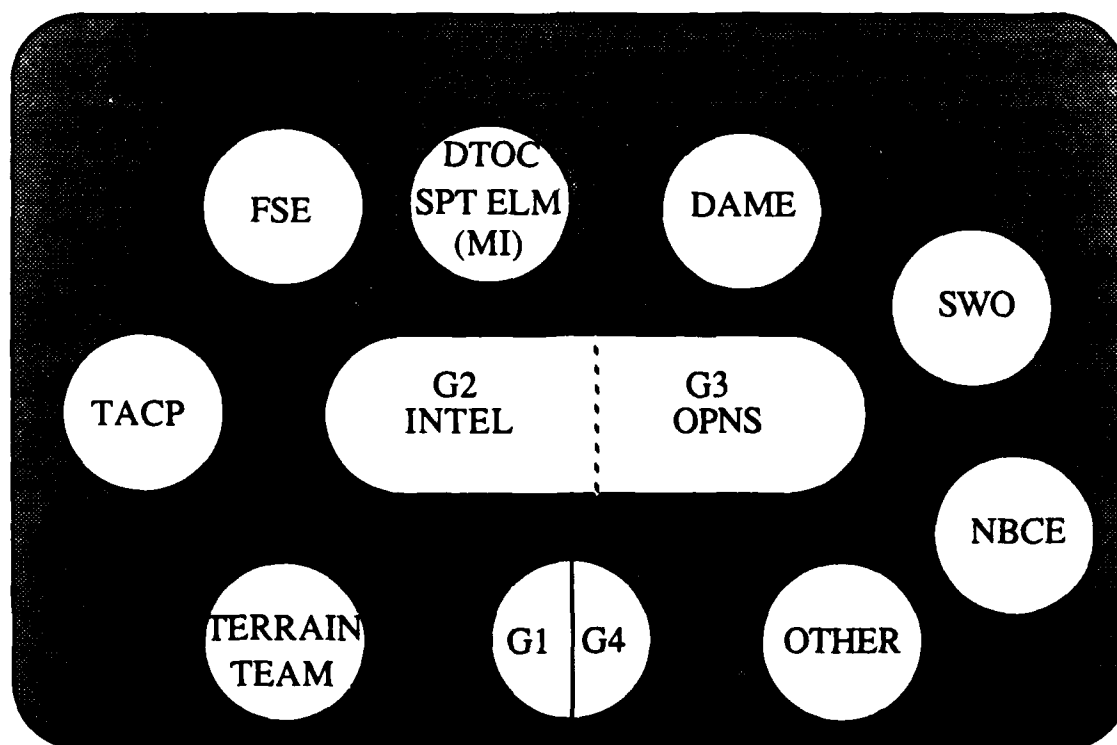 FSE
DTOC
SPT ELM
(MI)
DAME
SWO
TACP
G2
INTEL
G3
OPNS
NBCE
TERRAIN
TEAM
G1
G4
OTHER